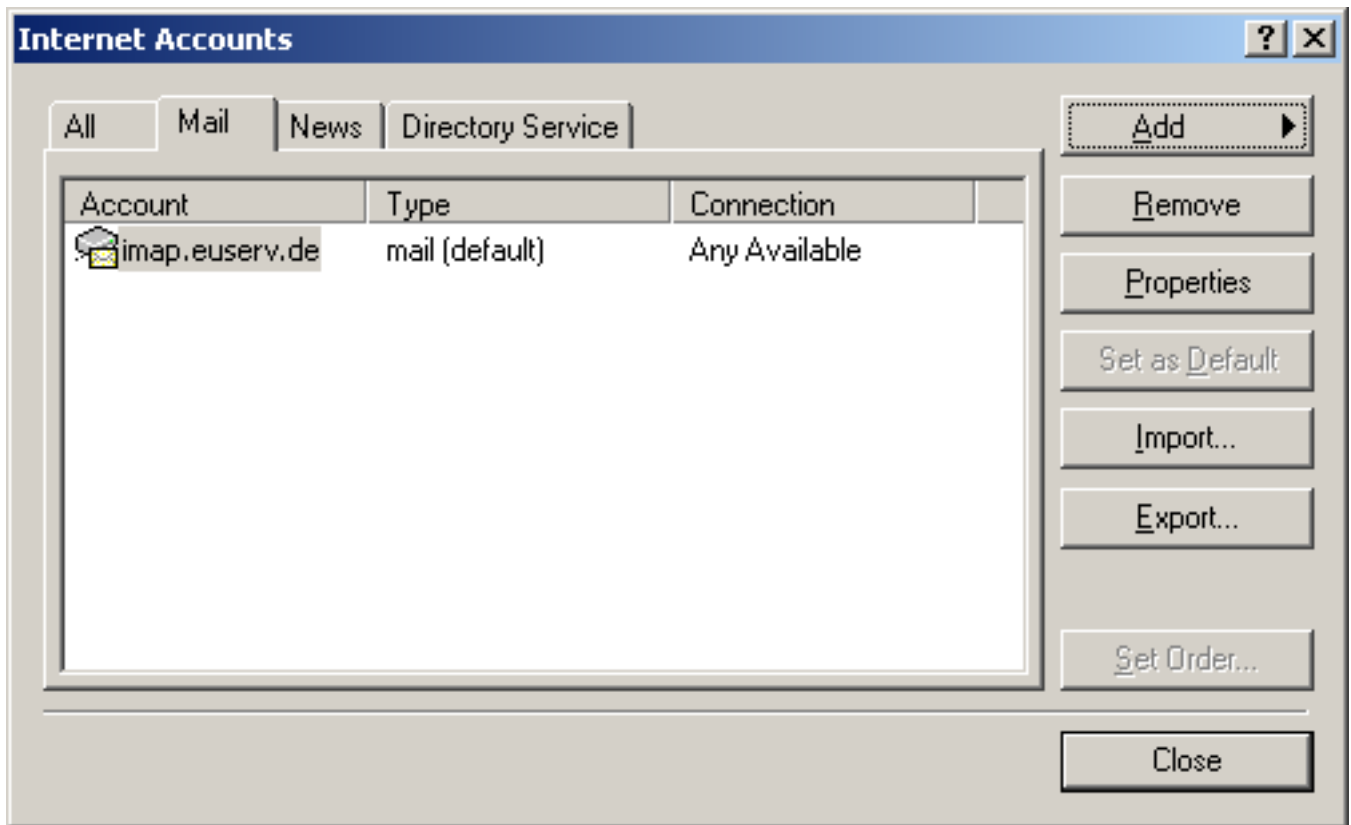 Internet Accounts
All Mail News Directory Service
Add
Account Type Connection
Remove
imap.euserv.de mail (default) Any Available
Properties
Set as Default
Import...
Export...
Set Order...
Close